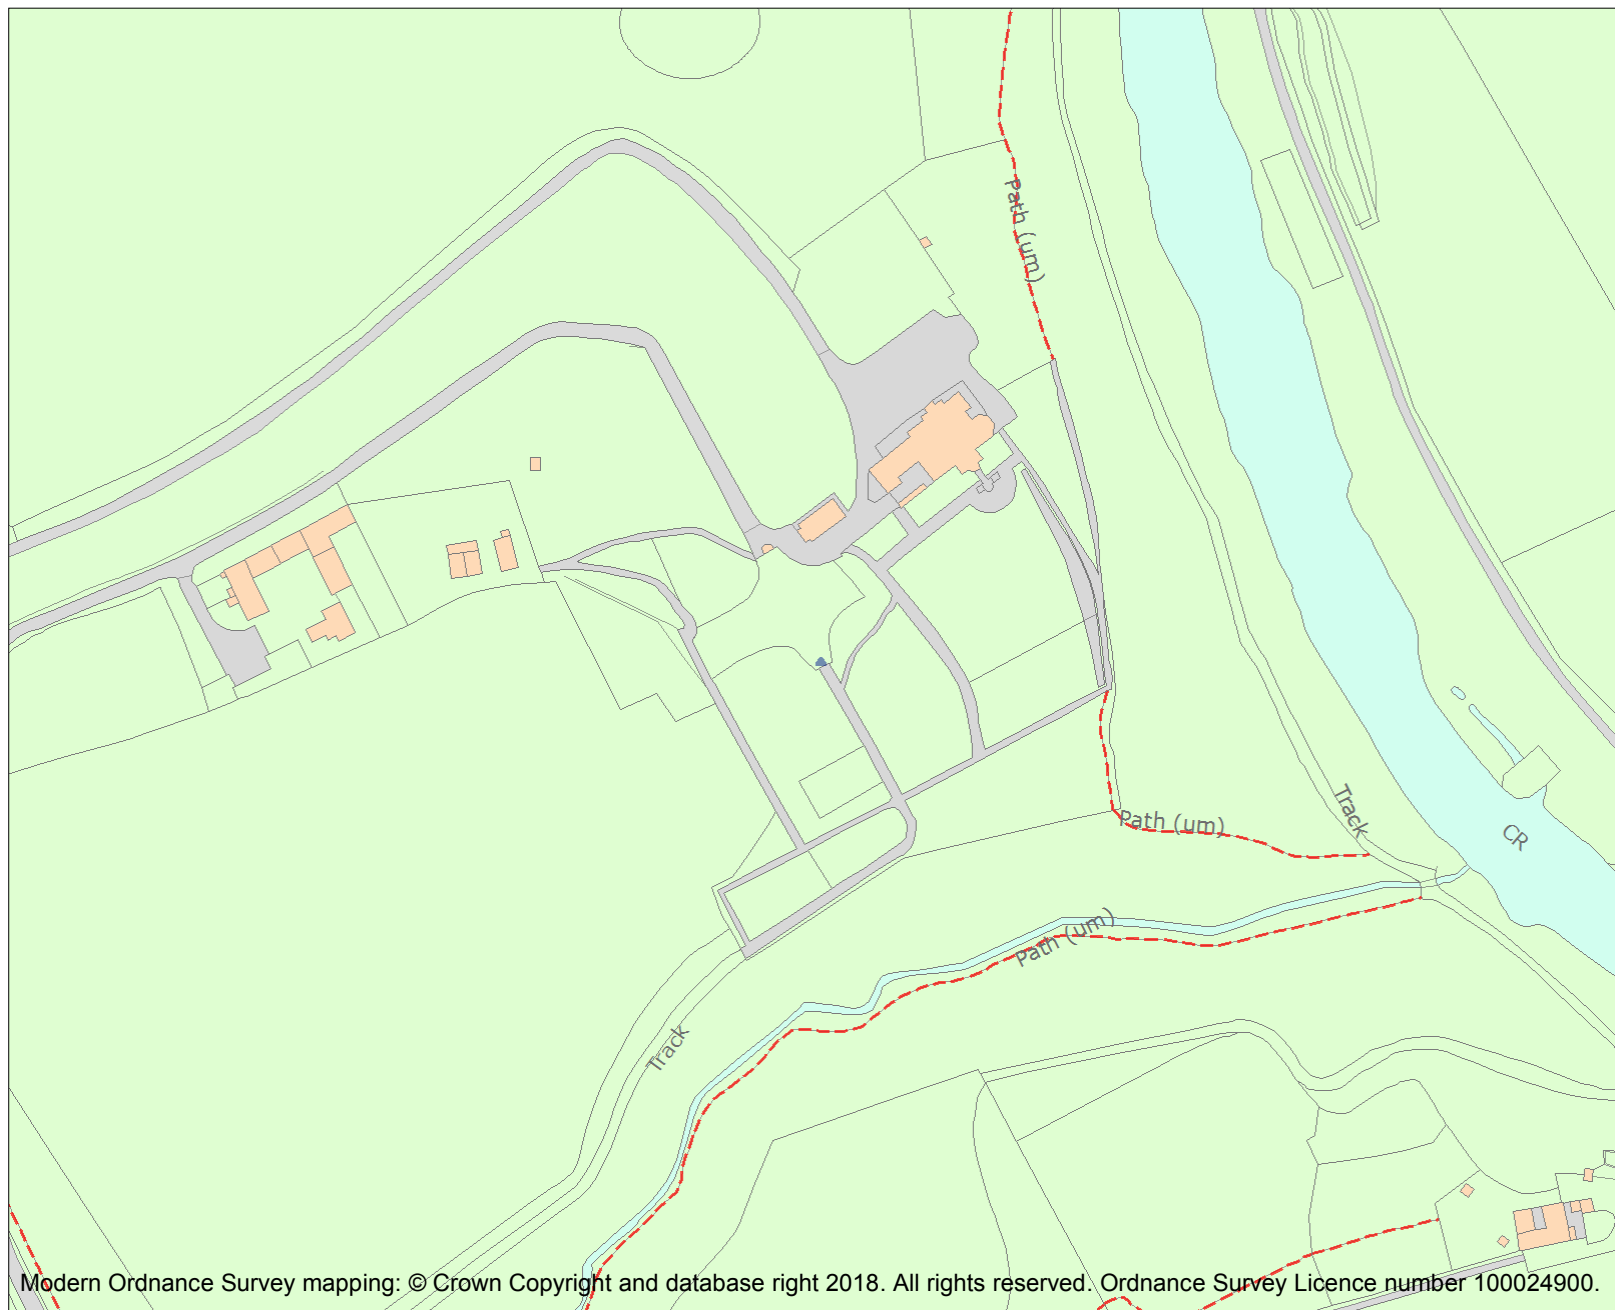 Path (um)
Track
Path (um)
CR
Path (um)
Track
Modern Ordnance Survey mapping: © Crown Copyright and database right 2018. All rights reserved. Ordnance Survey Licence number 100024900.